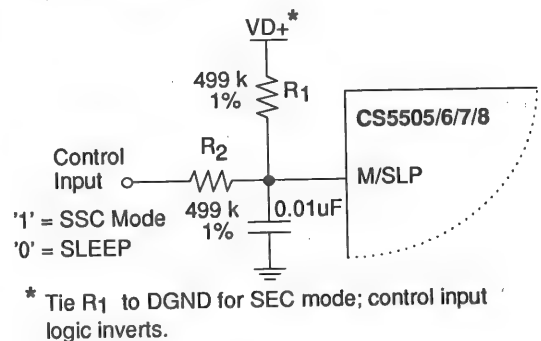 VD+*
499 k
1%
R1
CS5505/6/7/8
Control
Input
R2
M/SLP
499 k
1%
0.01uF
'1' = SSC Mode
'0' = SLEEP
* Tie R1 to DGND for SEC mode; control input
logic inverts.